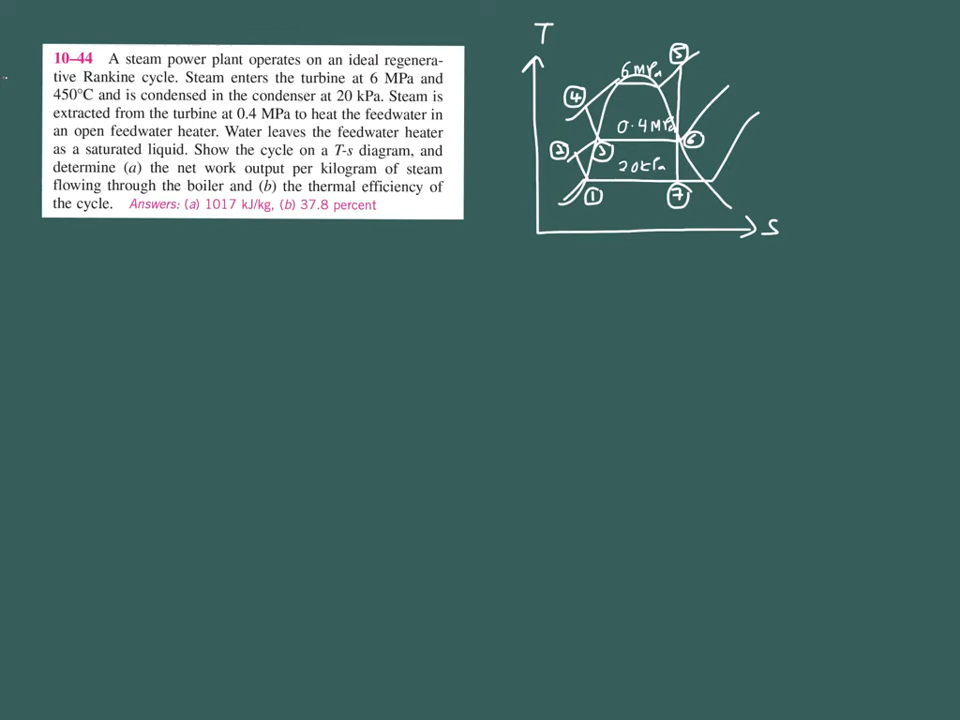 10–44 A steam power plant operates on an ideal regenera-
tive Rankine cycle. Steam enters the turbine at 6 MPa and
450°C and is condensed in the condenser at 20 kPa. Steam is
extracted from the turbine at 0.4 MPa to heat the feedwater in
an open feedwater heater. Water leaves the feedwater heater
as a saturated liquid. Show the cycle on a T-s diagram, and
determine (a) the net work output per kilogram of steam
flowing through the boiler and (b) the thermal efficiency of
the cycle. Answers: (a) 1017 kJ/kg, (b) 37.8 percent
T
5
6 MPa
4
0.4 MPa
6
2
3
20kPa
1
7
S